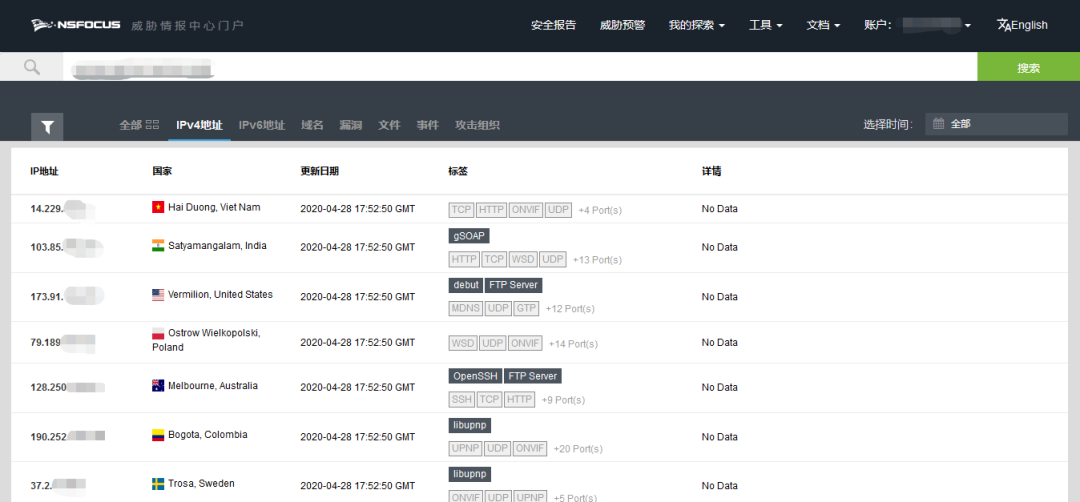 NSFOCUS 威胁情报中心门户 安全报告 威胁预警 我的探索 工具 文档 账户: English
搜索
全部 IPv4地址 IPv6地址 域名 漏洞 文件 事件 攻击组织 选择时间: 全部
IP地址 国家 更新日期 标签 详情
14.229. Hai Duong, Viet Nam 2020-04-28 17:52:50 GMT TCP HTTP ONVIF UDP +4 Port(s) No Data
gSOAP
103.85. Satyamangalam, India 2020-04-28 17:52:50 GMT No Data
HTTP TCP WSD UDP +13 Port(s)
debut FTP Server
173.91. Vermilion, United States 2020-04-28 17:52:50 GMT No Data
MDNS UDP GTP +12 Port(s)
Ostrow Wielkopolski,
79.189 2020-04-28 17:52:50 GMT WSD UDP ONVIF +14 Port(s) No Data
Poland
OpenSSH FTP Server
128.250 Melbourne, Australia 2020-04-28 17:52:50 GMT No Data
SSH TCP HTTP +9 Port(s)
libupnp
190.252. Bogota, Colombia 2020-04-28 17:52:50 GMT No Data
UPNP UDP ONVIF +20 Port(s)
libupnp
37.2. Trosa, Sweden 2020-04-28 17:52:50 GMT No Data
ONVIF UDP UPNP +5 Port(s)